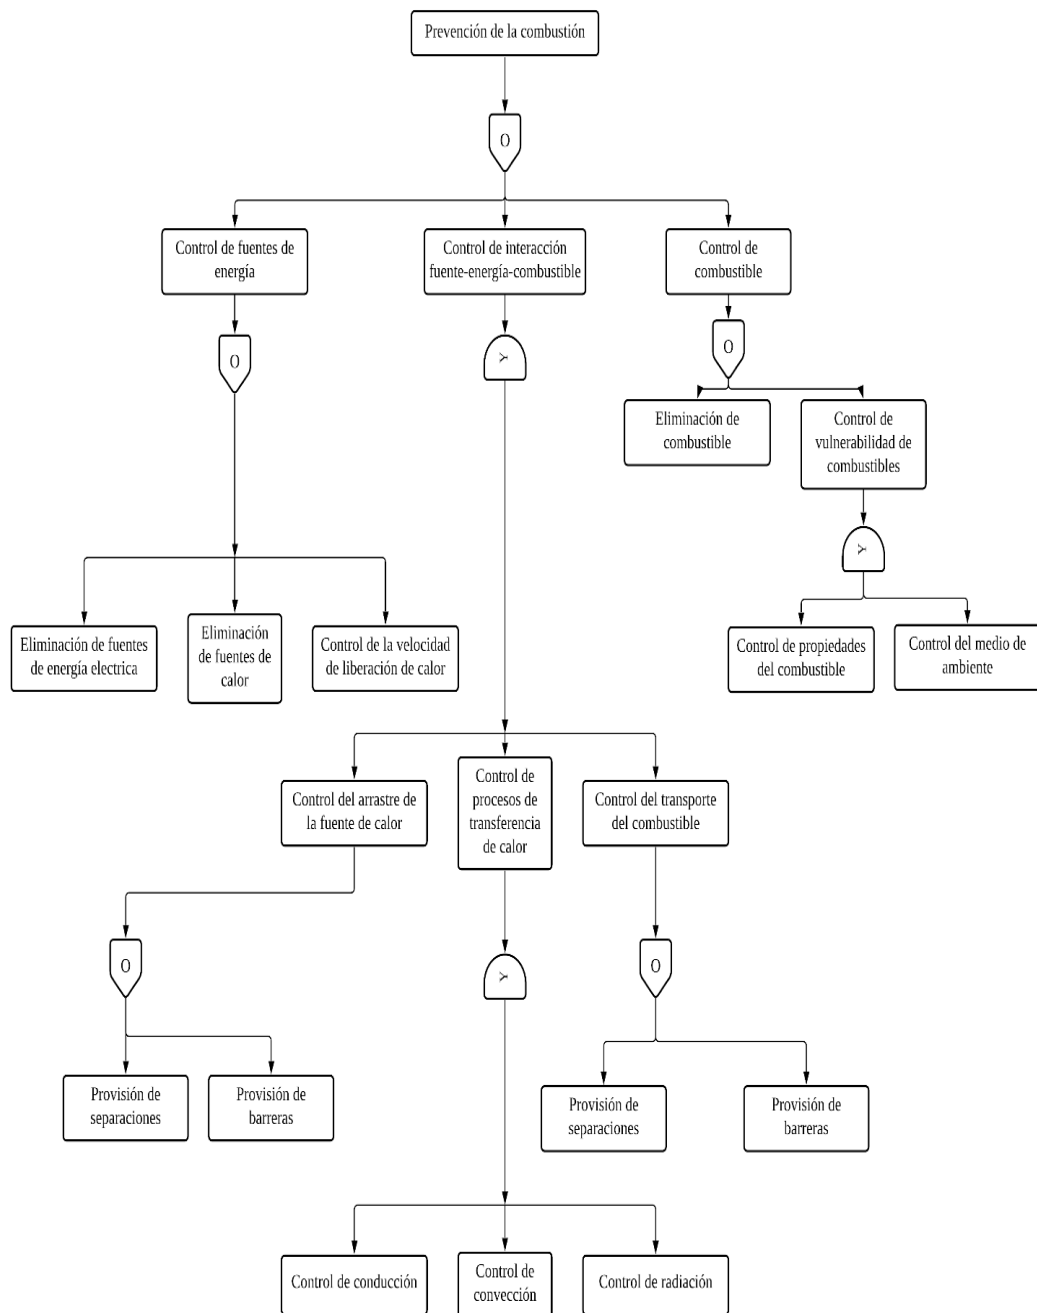 Prevención de la combustión
O
Control de fuentes de
energía
Control de interacción
fuente-energía-combustible
Control de
combustible
O
Y
O
Eliminación de
combustible
Control de
vulnerabilidad de
combustibles
Y
Eliminación de fuentes
de energía electrica
Eliminación
de fuentes de
calor
Control de la velocidad
de liberación de calor
Control de propiedades
del combustible
Control del medio de
ambiente
Control del arrastre de
la fuente de calor
Control de
procesos de
transferencia
de calor
Control del transporte
del combustible
O
Y
O
Provisión de
separaciones
Provisión de
barreras
Provisión de
separaciones
Provisión de
barreras
Control de conducción
Control de
convección
Control de radiación